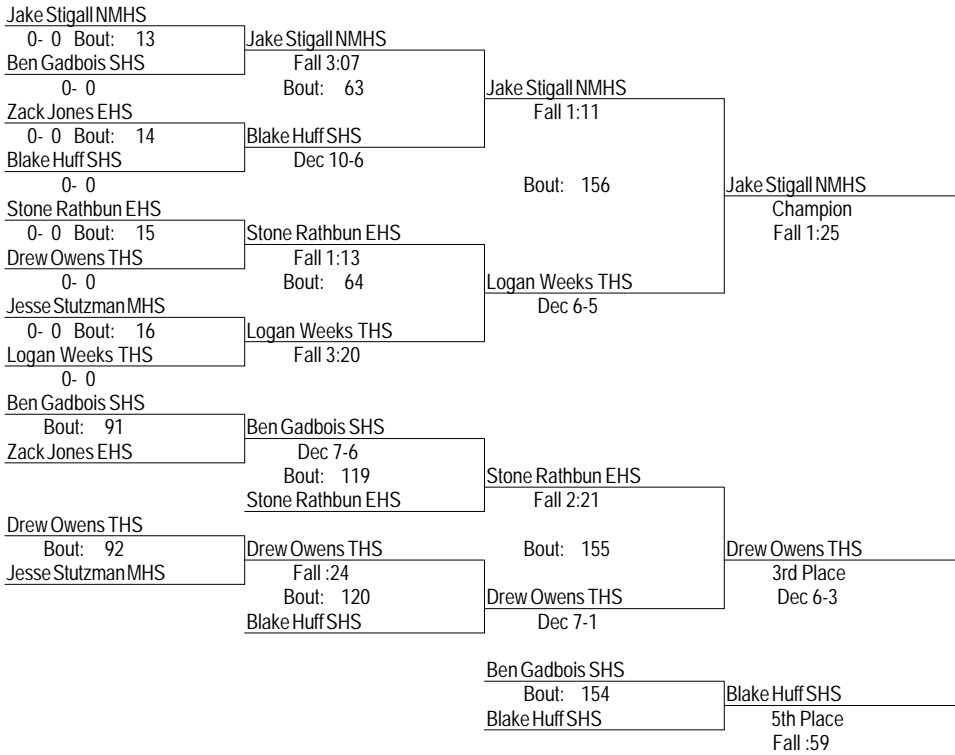 Jake Stigall NMHS
0- 0 Bout: 13
Jake Stigall NMHS
Ben Gadbois SHS
Fall 3:07
0- 0
Bout: 63
Jake Stigall NMHS
Zack Jones EHS
Fall 1:11
0- 0 Bout: 14
Blake Huff SHS
Blake Huff SHS
Dec 10-6
0- 0
Bout: 156
Jake Stigall NMHS
Stone Rathbun EHS
Champion
0- 0 Bout: 15
Stone Rathbun EHS
Fall 1:25
Drew Owens THS
Fall 1:13
0- 0
Bout: 64
Logan Weeks THS
Jesse Stutzman MHS
Dec 6-5
0- 0 Bout: 16
Logan Weeks THS
Logan Weeks THS
Fall 3:20
0- 0
Ben Gadbois SHS
Bout: 91
Ben Gadbois SHS
Zack Jones EHS
Dec 7-6
Bout: 119
Stone Rathbun EHS
Stone Rathbun EHS
Fall 2:21
Drew Owens THS
Bout: 92
Drew Owens THS
Bout: 155
Drew Owens THS
Jesse Stutzman MHS
Fall :24
3rd Place
Bout: 120
Drew Owens THS
Dec 6-3
Blake Huff SHS
Dec 7-1
Ben Gadbois SHS
Bout: 154
Blake Huff SHS
Blake Huff SHS
5th Place
Fall :59